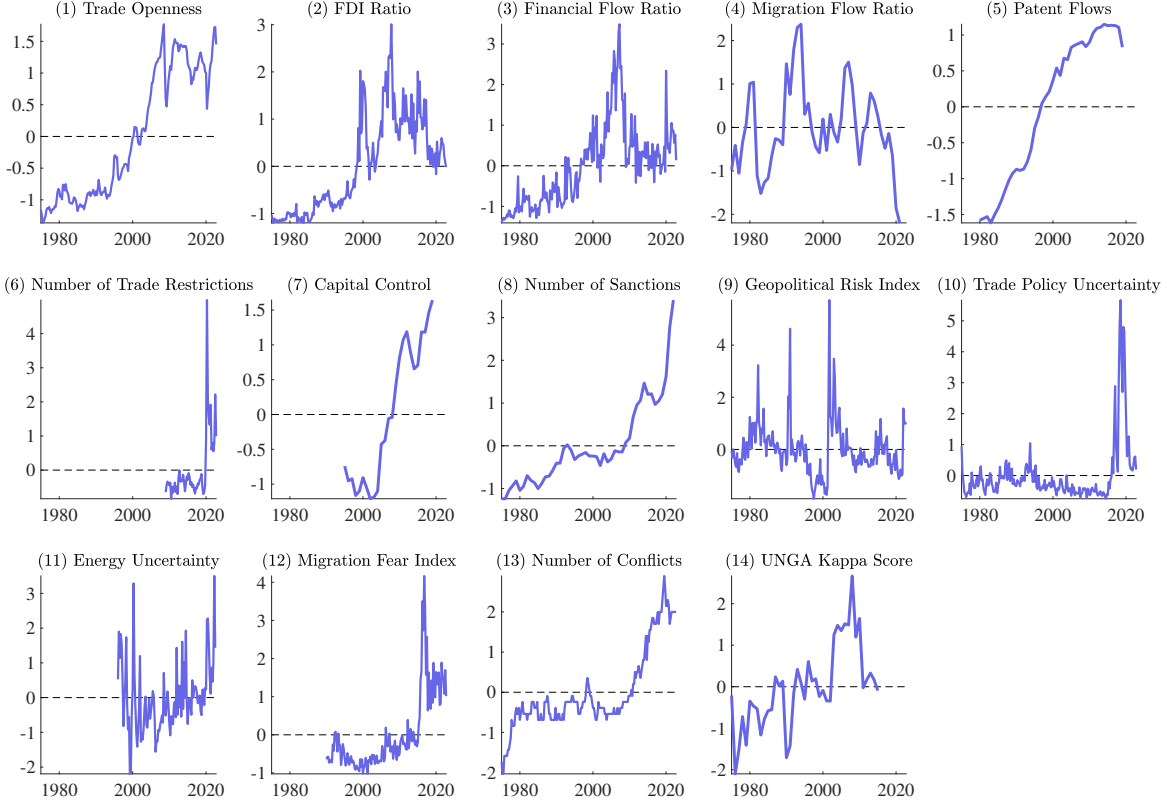 (1) Trade Openness
1.5
1
0.5
0
-0.5
-1
1980 2000 2020
(2) FDI Ratio
3
2
1
0
-1
1980 2000 2020
(3) Financial Flow Ratio
3
2
1
0
-1
1980 2000 2020
(4) Migration Flow Ratio
2
1
0
-1
-2
1980 2000 2020
(5) Patent Flows
1
0.5
0
-0.5
-1
-1.5
1980 2000 2020
(6) Number of Trade Restrictions
4
3
2
1
0
1980 2000 2020
(7) Capital Control
1.5
1
0.5
0
-0.5
-1
1980 2000 2020
(8) Number of Sanctions
3
2
1
0
-1
1980 2000 2020
(9) Geopolitical Risk Index
4
2
0
1980 2000 2020
(10) Trade Policy Uncertainty
5
4
3
2
1
0
1980 2000 2020
(11) Energy Uncertainty
3
2
1
0
-1
-2
1980 2000 2020
(12) Migration Fear Index
4
3
2
1
0
-1
1980 2000 2020
(13) Number of Conflicts
2
1
0
-1
-2
1980 2000 2020
(14) UNGA Kappa Score
2
1
0
-1
-2
1980 2000 2020